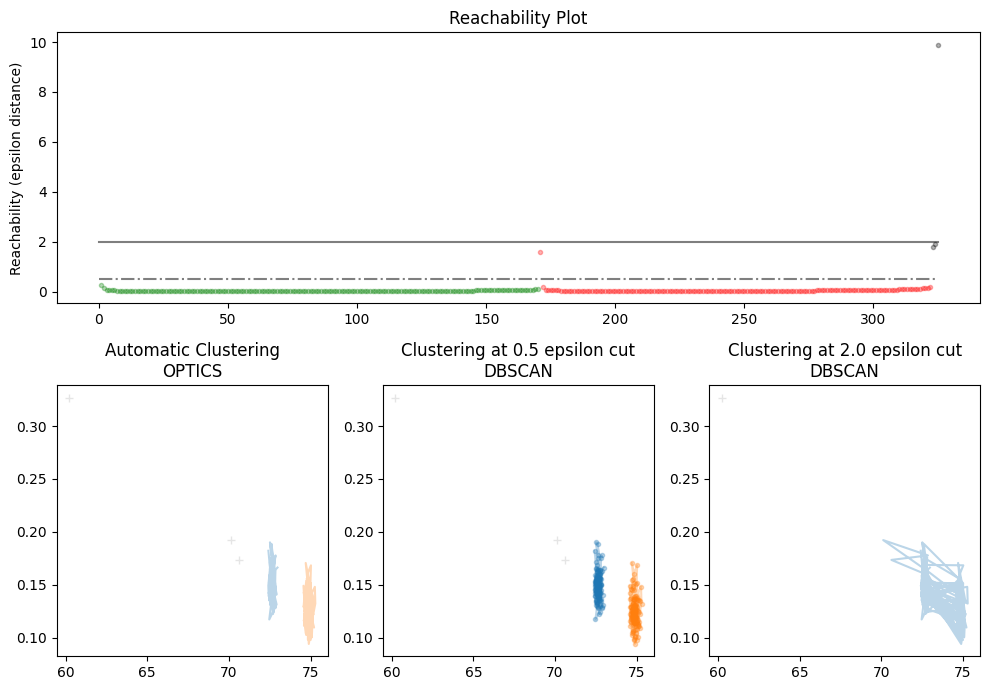 Reachability Plot
Reachability (epsilon distance)
10
8
6
4
2
0
0 50 100 150 200 250 300
Automatic Clustering
OPTICS
0.30
0.25
0.20
0.15
0.10
60 65 70 75
Clustering at 0.5 epsilon cut
DBSCAN
0.30
0.25
0.20
0.15
0.10
60 65 70 75
Clustering at 2.0 epsilon cut
DBSCAN
0.30
0.25
0.20
0.15
0.10
60 65 70 75